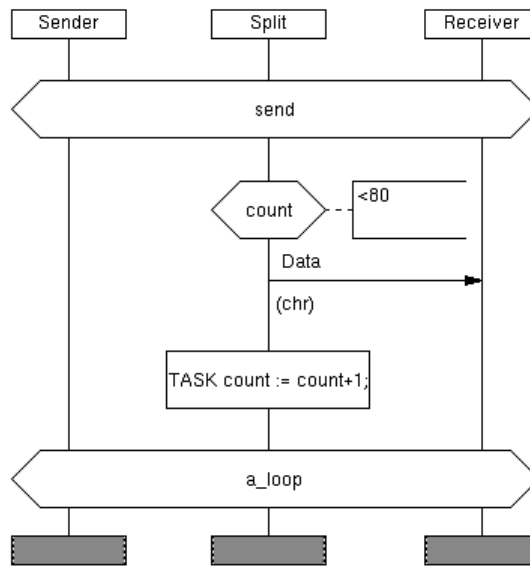 Sender
Split
Receiver
send
count
<80
Data
(chr)
TASK count := count+1;
a_loop